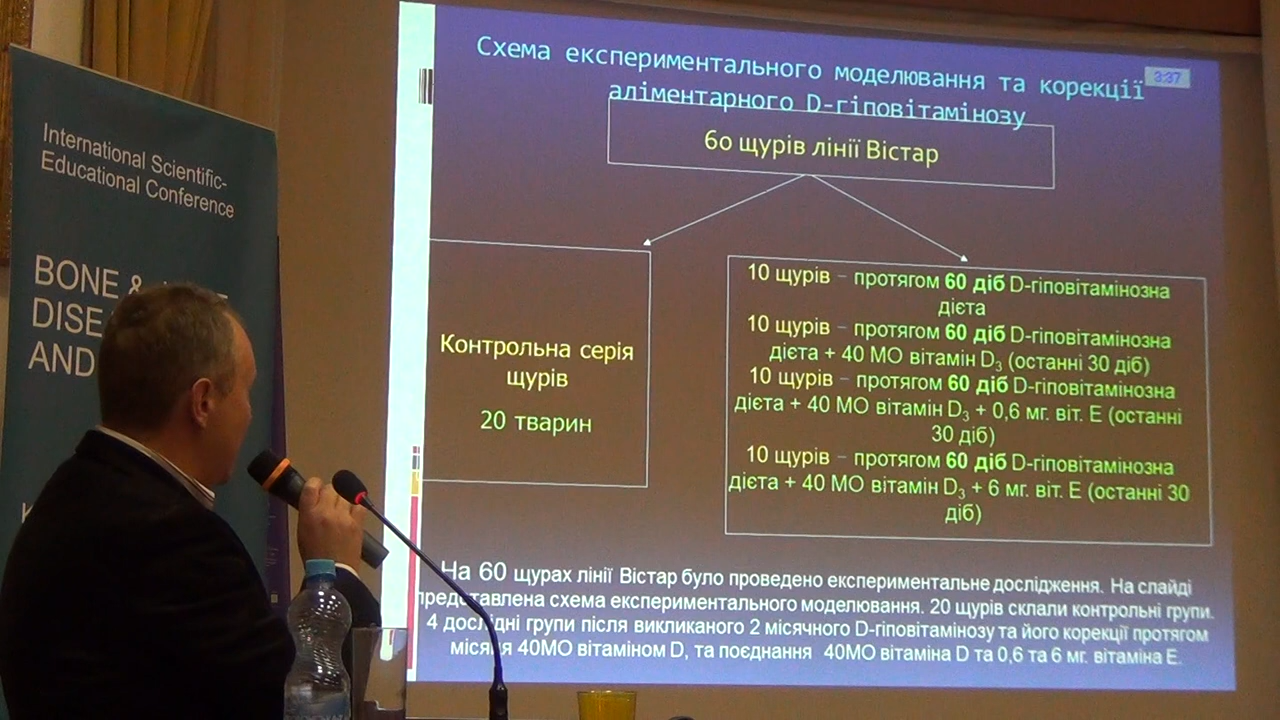 International Scientific-
Educational Conference
BONE &
DISE
AND
Схема експериментального моделювання та корекції
аліментарного D-гіповітамінозу
3:37
60 щурів лінії Вістар
Контрольна серія
щурів
20 тварин
10 щурів – протягом 60 діб D-гіповітамінозна
дієта
10 щурів – протягом 60 діб D-гіповітамінозна
дієта + 40 МО вітамін D₃ (останні 30 діб)
10 щурів – протягом 60 діб D-гіповітамінозна
дієта + 40 МО вітамін D₃ + 0,6 мг. віт. Е (останні
30 діб)
10 щурів – протягом 60 діб D-гіповітамінозна
дієта + 40 МО вітамін D₃ + 6 мг. віт. Е (останні 30
діб)
На 60 щурах лінії Вістар було проведено експериментальне дослідження. На слайді
представлена схема експериментального моделювання. 20 щурів склали контрольні групи.
4 дослідні групи після викликаного 2 місячного D-гіповітамінозу та його корекції протягом
місяця 40МО вітаміном D, та поєднання 40МО вітаміна D та 0,6 та 6 мг. вітаміна Е.